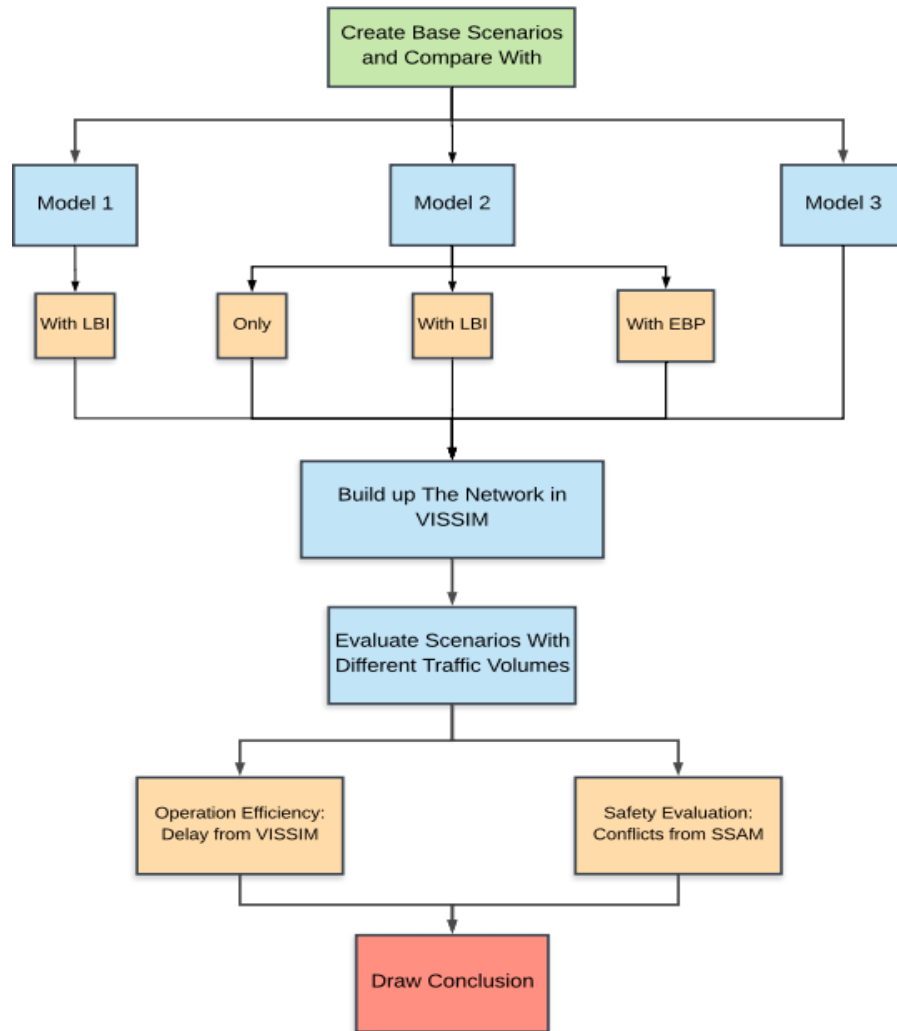 Create Base Scenarios
and Compare With
Model 1
Model 2
Model 3
With LBI
Only
With LBI
With EBP
Build up The Network in
VISSIM
Evaluate Scenarios With
Different Traffic Volumes
Operation Efficiency:
Delay from VISSIM
Safety Evaluation:
Conflicts from SSAM
Draw Conclusion